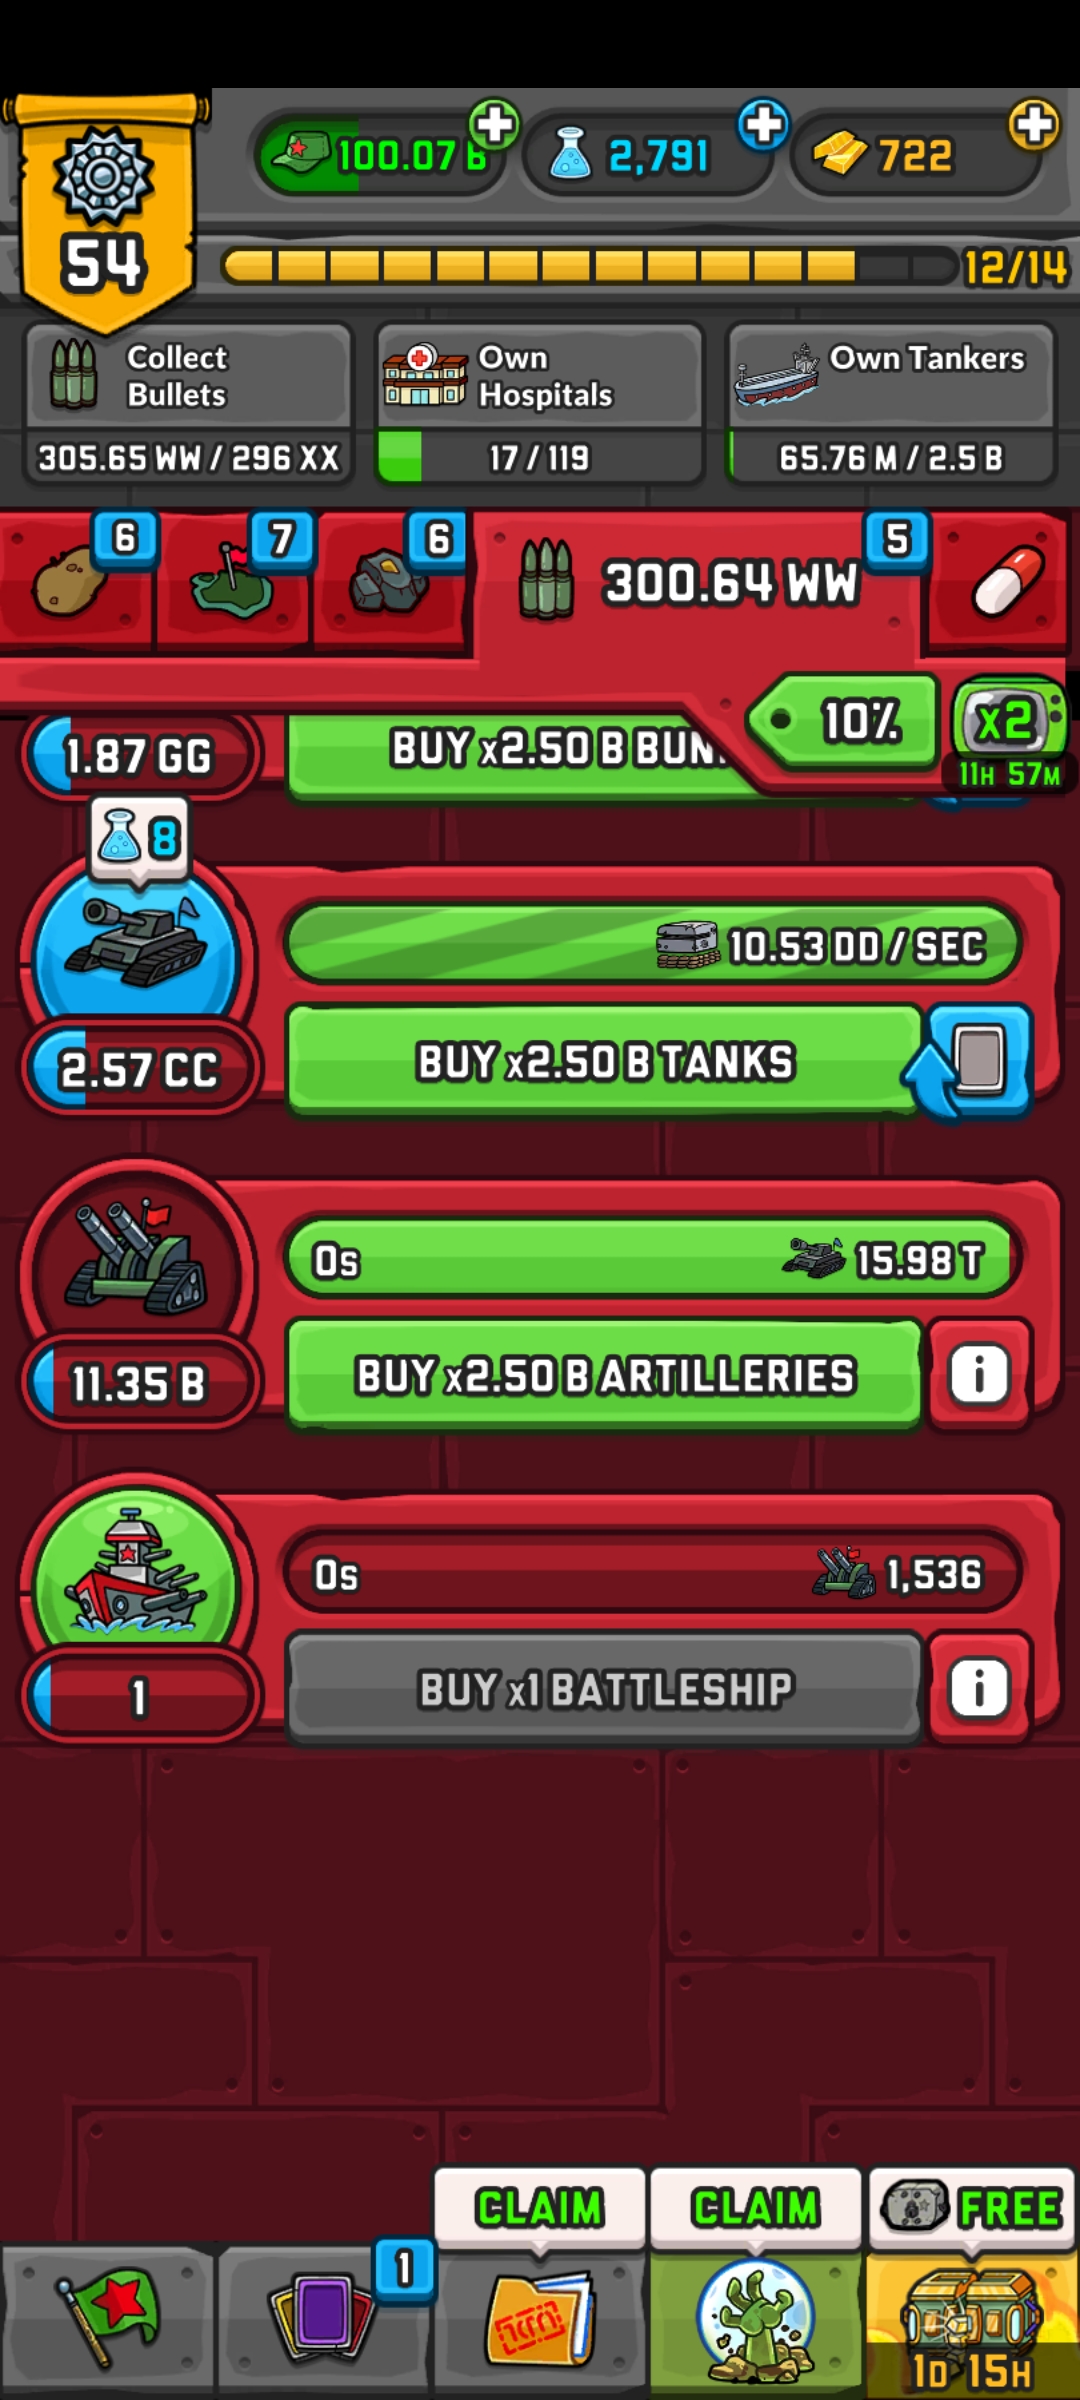 54
100.07 B
2,791
722
12/14
Collect
Bullets
305.65 WW / 296 XX
Own
Hospitals
17 / 119
Own Tankers
65.76 M / 2.5 B
6
7
6
300.64 WW
5
10%
x2
11H 57M
1.87 GG
BUY x2.50 B BUN
8
10.53 DD / SEC
2.57 CC
BUY x2.50 B TANKS
0s
15.98 T
11.35 B
BUY x2.50 B ARTILLERIES
i
0s
1,536
1
BUY x1 BATTLESHIP
i
CLAIM
CLAIM
FREE
1
1D 15H